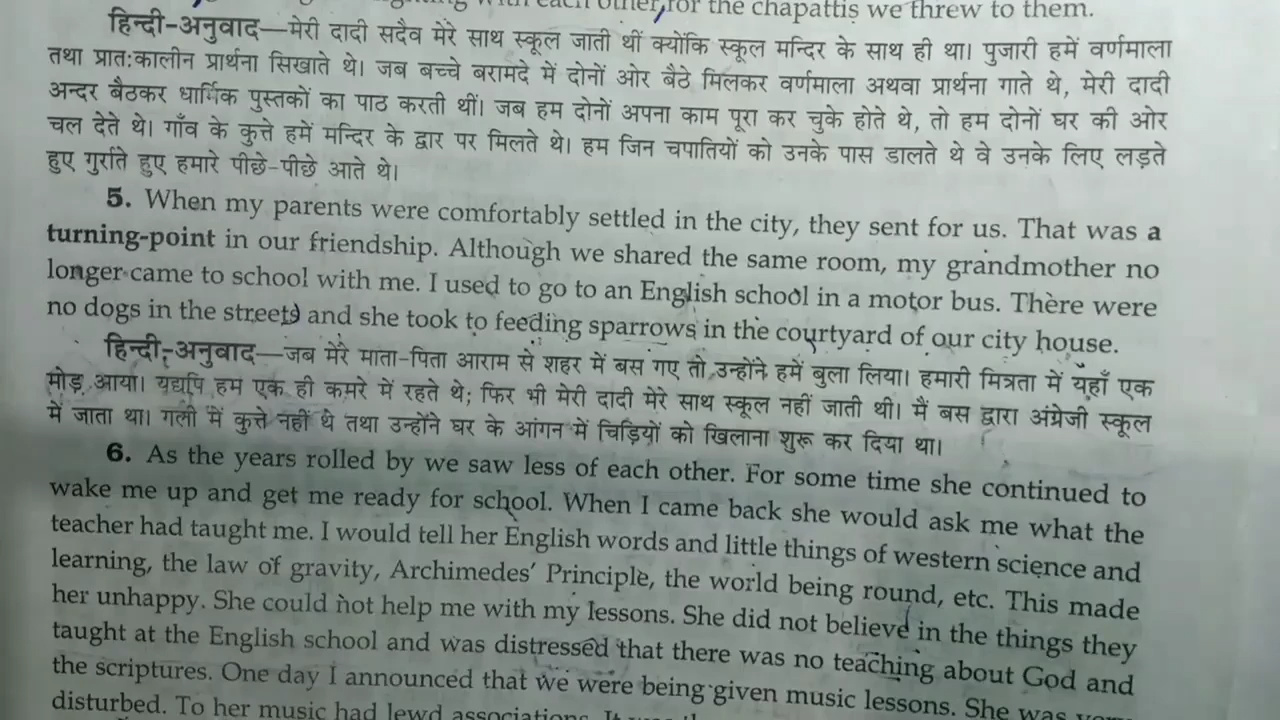 with each other, for the chapattis we threw to them.
हिन्दी-अनुवाद—मेरी दादी सदैव मेरे साथ स्कूल जाती थीं क्योंकि स्कूल मन्दिर के साथ ही था। पुजारी हमें वर्णमाला
तथा प्रात:कालीन प्रार्थना सिखाते थे। जब बच्चे बरामदे में दोनों ओर बैठे मिलकर वर्णमाला अथवा प्रार्थना गाते थे, मेरी दादी
अन्दर बैठकर धार्मिक पुस्तकों का पाठ करती थीं। जब हम दोनों अपना काम पूरा कर चुके होते थे, तो हम दोनों घर की ओर
चल देते थे। गाँव के कुत्ते हमें मन्दिर के द्वार पर मिलते थे। हम जिन चपातियों को उनके पास डालते थे वे उनके लिए लड़ते
हुए गुर्राते हुए हमारे पीछे-पीछे आते थे।
5. When my parents were comfortably settled in the city, they sent for us. That was a
turning-point in our friendship. Although we shared the same room, my grandmother no
longer came to school with me. I used to go to an English school in a motor bus. There were
no dogs in the streets and she took to feeding sparrows in the courtyard of our city house.
हिन्दी-अनुवाद—जब मेरे माता-पिता आराम से शहर में बस गए तो उन्होंने हमें बुला लिया। हमारी मित्रता में यहाँ एक
मोड़ आया। यद्यपि हम एक ही कमरे में रहते थे; फिर भी मेरी दादी मेरे साथ स्कूल नहीं जाती थी। मैं बस द्वारा अंग्रेजी स्कूल
में जाता था। गली में कुत्ते नहीं थे तथा उन्होंने घर के आंगन में चिड़ियों को खिलाना शुरू कर दिया था।
6. As the years rolled by we saw less of each other. For some time she continued to
wake me up and get me ready for school. When I came back she would ask me what the
teacher had taught me. I would tell her English words and little things of western science and
learning, the law of gravity, Archimedes' Principle, the world being round, etc. This made
her unhappy. She could not help me with my lessons. She did not believe in the things they
taught at the English school and was distressed that there was no teaching about God and
the scriptures. One day I announced that we were being given music lessons. She was very
disturbed. To her music had lewd associations. It was